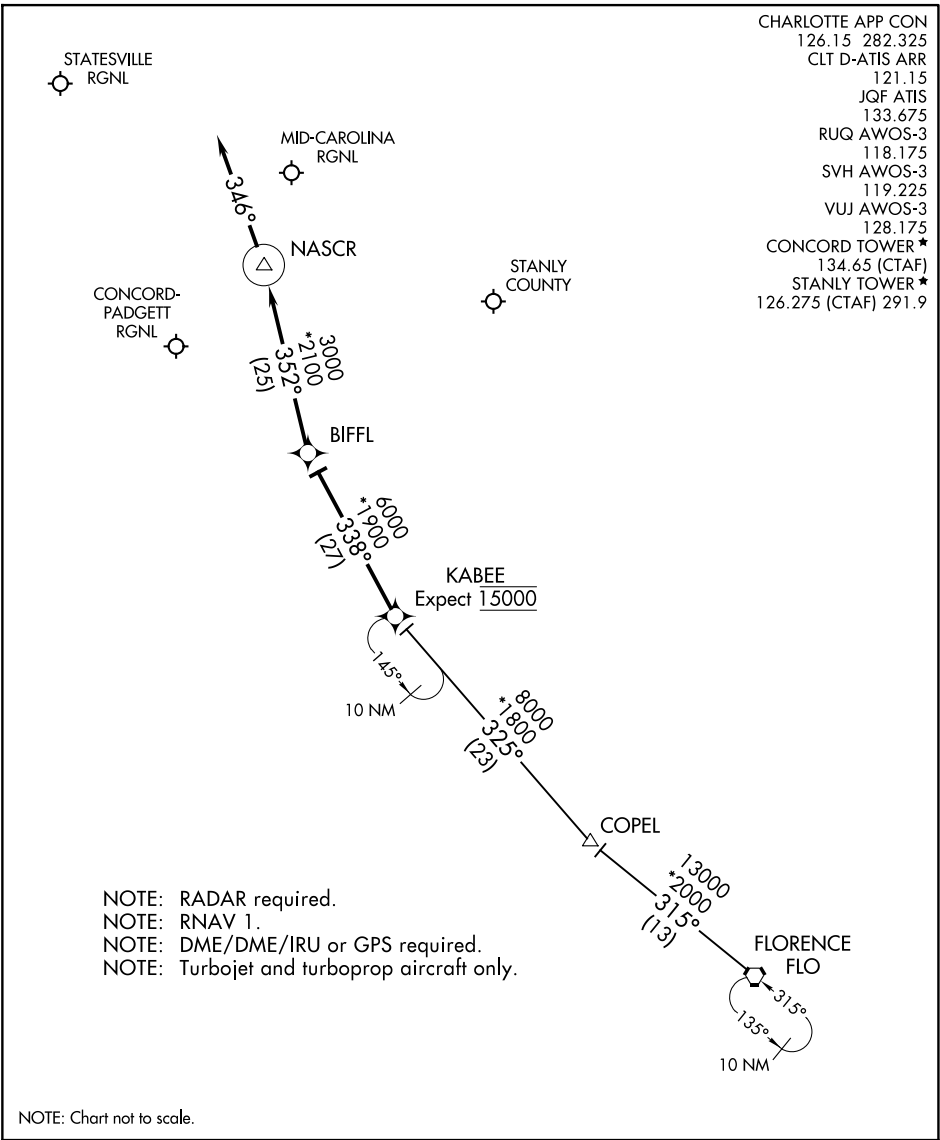 CHARLOTTE APP CON
126.15 282.325
CLT D-ATIS ARR
121.15
JQF ATIS
133.675
RUQ AWOS-3
118.175
SVH AWOS-3
119.225
VUJ AWOS-3
128.175
CONCORD TOWER★
134.65 (CTAF)
STANLY TOWER★
126.275 (CTAF) 291.9
STATESVILLE
RGNL
MID-CAROLINA
RGNL
346°
NASCR
STANLY
COUNTY
CONCORD-
PADGETT
RGNL
3000
*2100
352°
(25)
BIFFL
6000
*1900
338°
(27)
KABEE
Expect 15000
145°
10 NM
8000
*1800
325°
(23)
COPEL
13000
*2000
315°
(13)
FLORENCE
FLO
315°
135°
10 NM
NOTE: RADAR required.
NOTE: RNAV 1.
NOTE: DME/DME/IRU or GPS required.
NOTE: Turbojet and turboprop aircraft only.
NOTE: Chart not to scale.